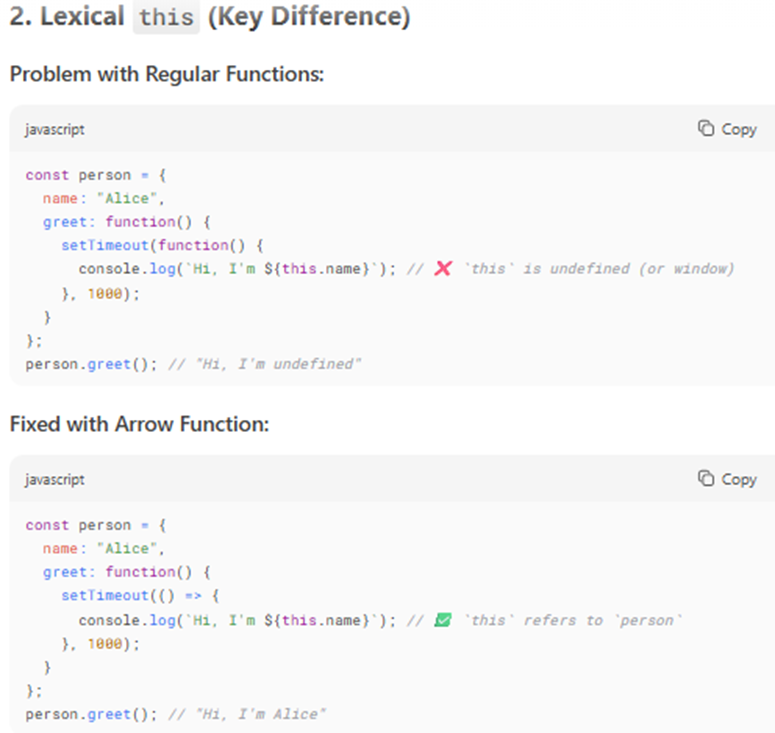 2. Lexical this (Key Difference)
Problem with Regular Functions:
javascript
Copy
const person = {
  name: "Alice",
  greet: function() {
    setTimeout(function() {
      console.log(`Hi, I'm ${this.name}`); // ❌ `this` is undefined (or window)
    }, 1000);
  }
};
person.greet(); // "Hi, I'm undefined"
Fixed with Arrow Function:
javascript
Copy
const person = {
  name: "Alice",
  greet: function() {
    setTimeout(() => {
      console.log(`Hi, I'm ${this.name}`); // ✅ `this` refers to `person`
    }, 1000);
  }
};
person.greet(); // "Hi, I'm Alice"